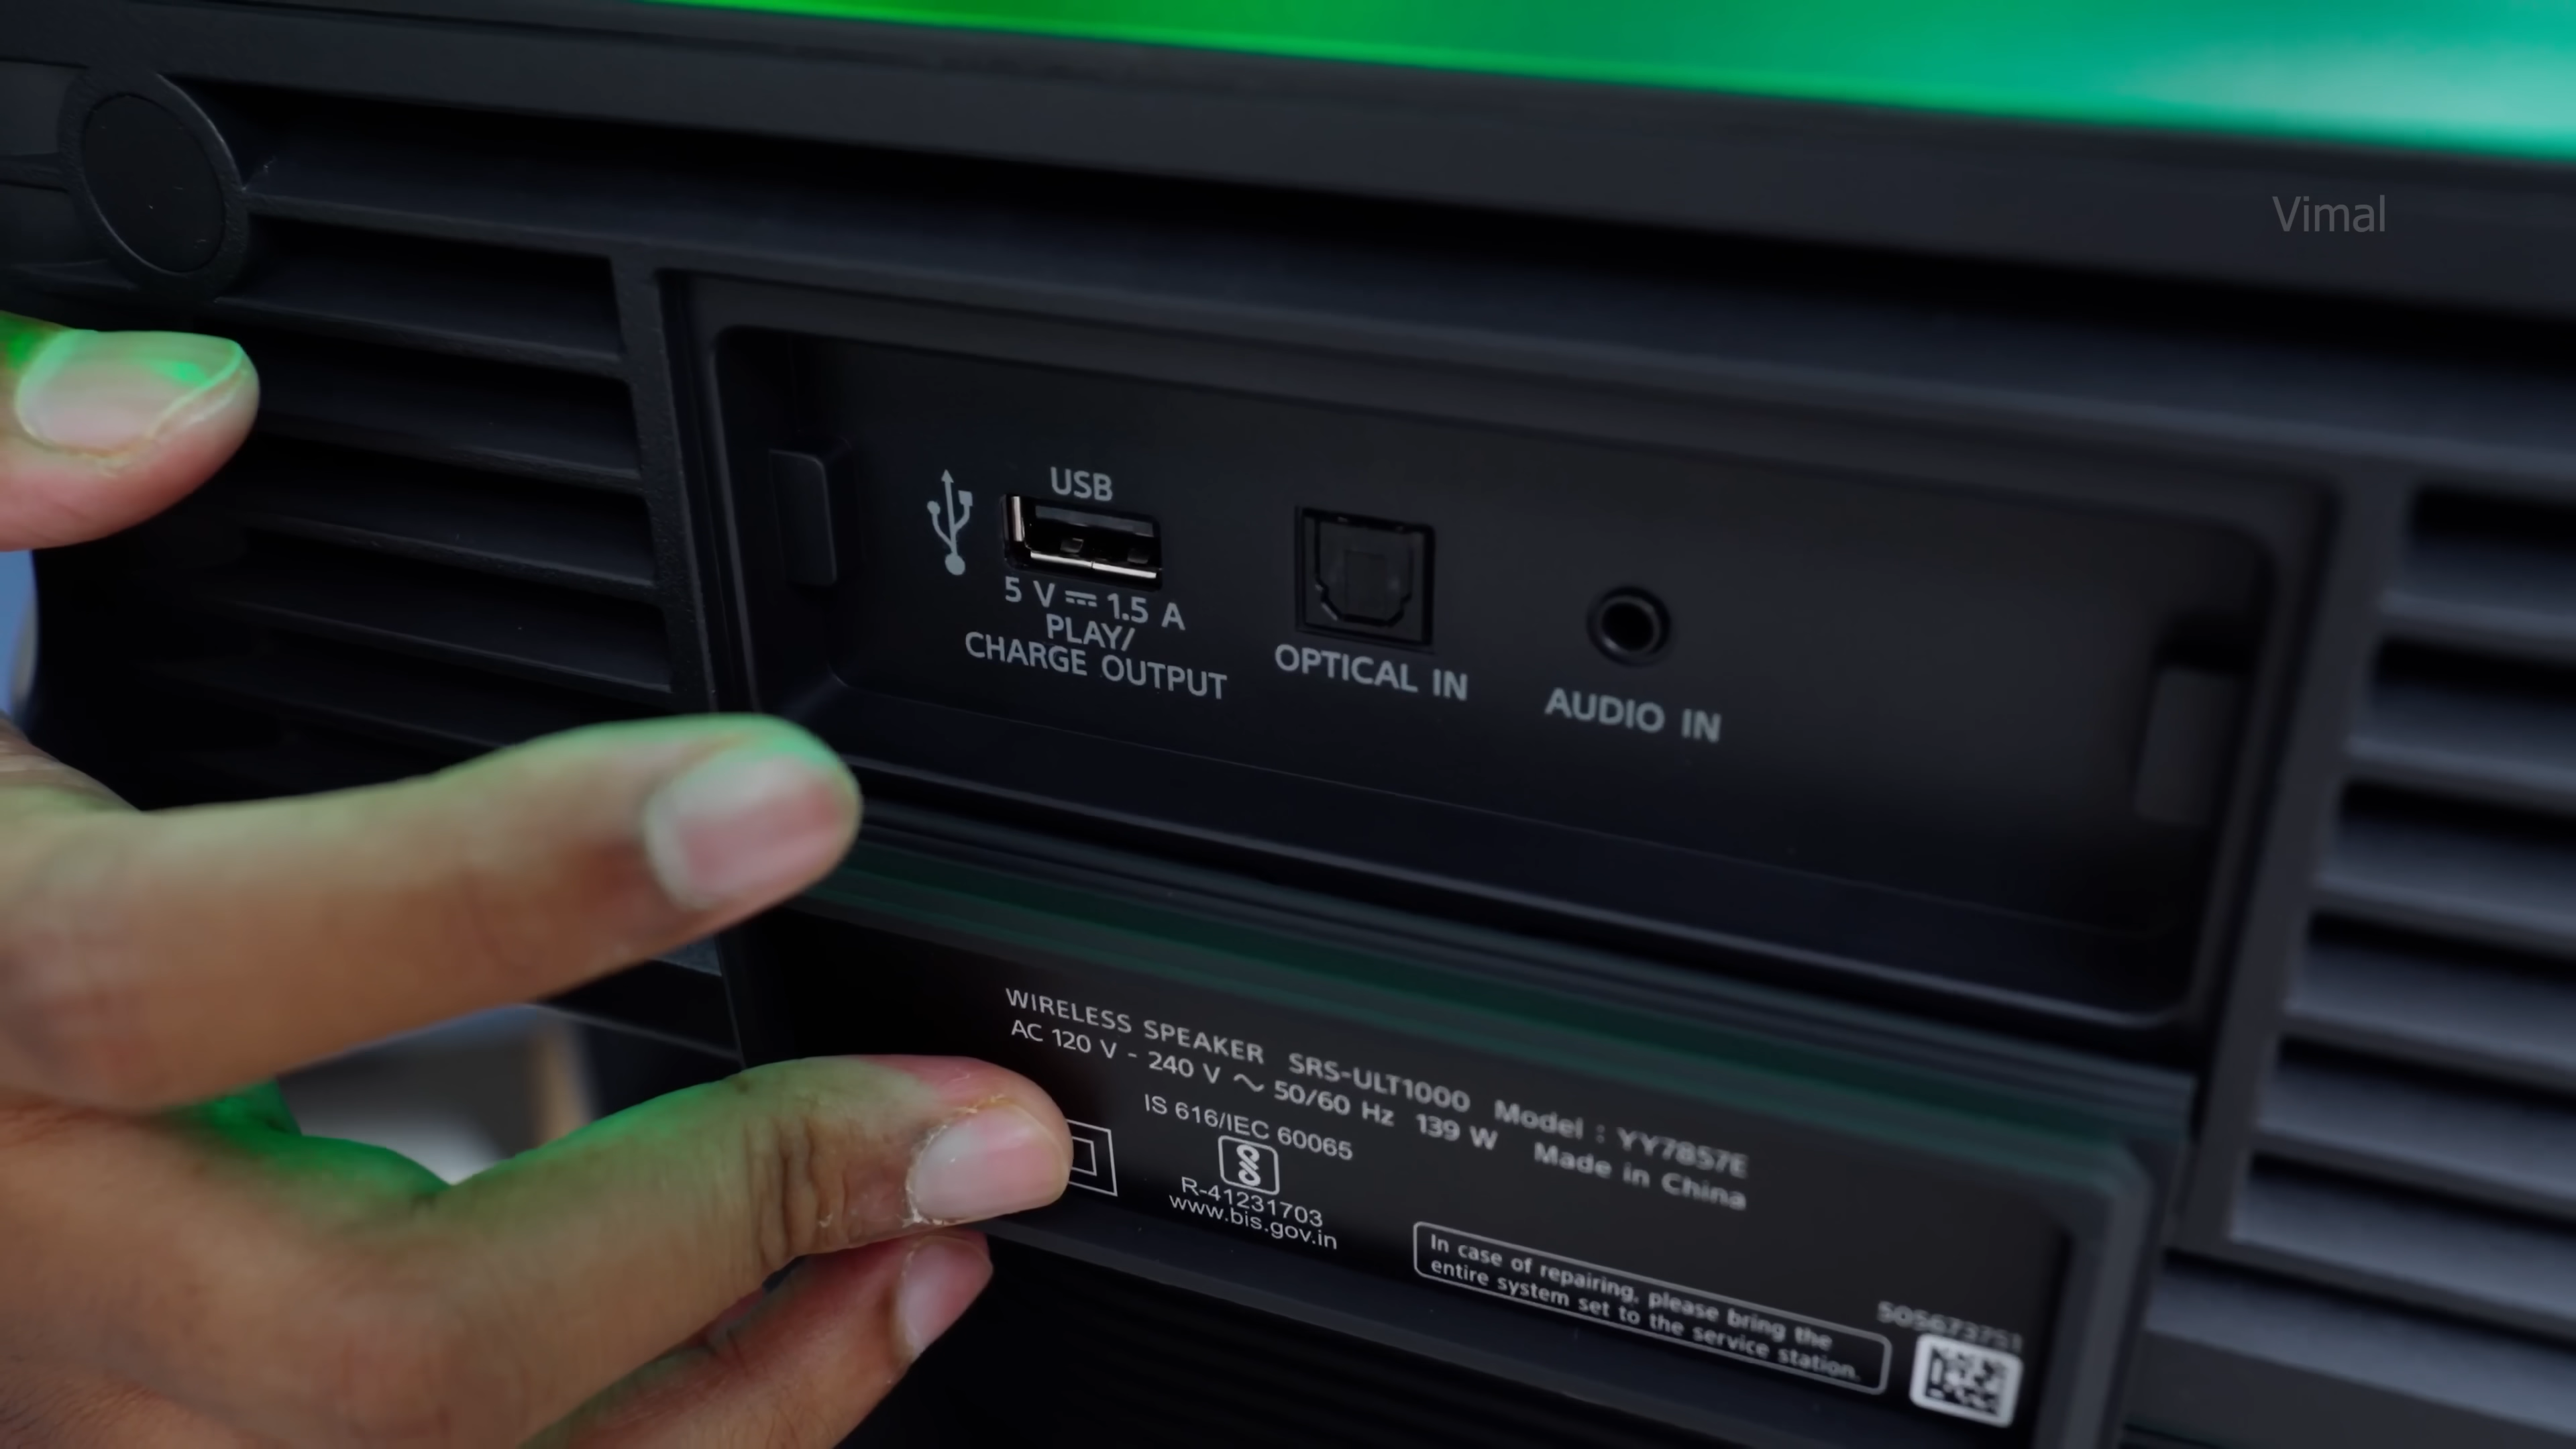 Vimal
USB
5 V ⎓ 1.5 A
PLAY/
CHARGE OUTPUT
OPTICAL IN
AUDIO IN
WIRELESS SPEAKER SRS-ULT1000 Model : YY7857E
AC 120 V - 240 V ~ 50/60 Hz 139 W Made in China
IS 616/IEC 60065
R-41231703
www.bis.gov.in
In case of repairing, please bring the
entire system set to the service station.